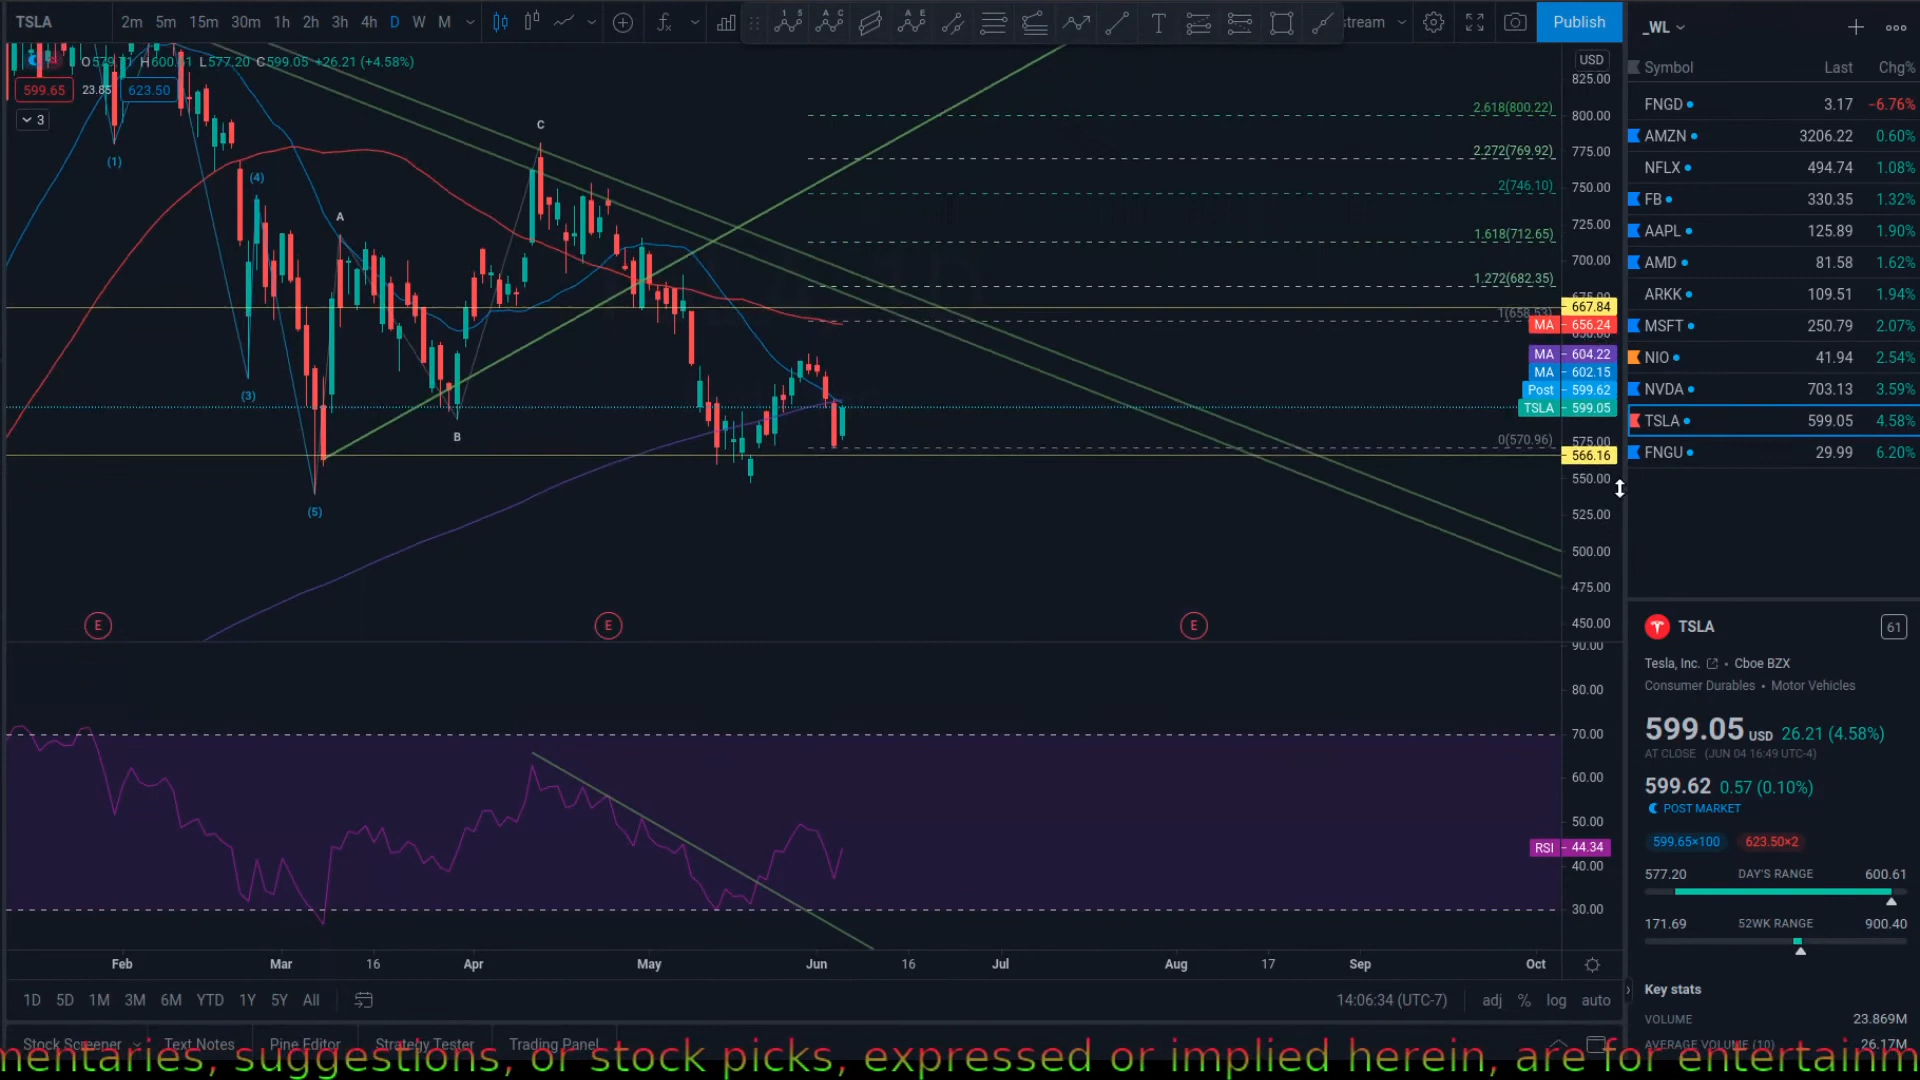 TSLA 2m 5m 15m 30m 1h 2h 3h 4h D W M tream Publish
_WL
O579.71 H600.61 L577.20 C599.05 +26.21 (+4.58%)
599.65 23.85 623.50
3
USD
825.00
800.00
775.00
750.00
725.00
700.00
675.00
667.84
MA 656.24
650.00
MA 604.22
MA 602.15
Post 599.62
TSLA 599.05
575.00
566.16
550.00
525.00
500.00
475.00
450.00
2.618(800.22)
2.272(769.92)
2(746.10)
1.618(712.65)
1.272(682.35)
1(658.53)
0(570.96)
(1)
(4)
A
C
(3)
B
(5)
E E E
90.00
80.00
70.00
60.00
50.00
RSI 44.34
40.00
30.00
Feb Mar 16 Apr May Jun 16 Jul Aug 17 Sep Oct
1D 5D 1M 3M 6M YTD 1Y 5Y All 14:06:34 (UTC-7) adj % log auto
Stock Screener Text Notes Pine Editor Strategy Tester Trading Panel
mentaries, suggestions, or stock picks, expressed or implied herein, are for entertainm
Symbol Last Chg%
FNGD 3.17 −6.76%
AMZN 3206.22 0.60%
NFLX 494.74 1.08%
FB 330.35 1.32%
AAPL 125.89 1.90%
AMD 81.58 1.62%
ARKK 109.51 1.94%
MSFT 250.79 2.07%
NIO 41.94 2.54%
NVDA 703.13 3.59%
TSLA 599.05 4.58%
FNGU 29.99 6.20%
TSLA 61
Tesla, Inc. • Cboe BZX
Consumer Durables • Motor Vehicles
599.05 USD 26.21 (4.58%)
AT CLOSE (JUN 04 16:49 UTC-4)
599.62 0.57 (0.10%)
POST MARKET
599.65×100 623.50×2
577.20 DAY'S RANGE 600.61
171.69 52WK RANGE 900.40
Key stats
VOLUME 23.869M
AVERAGE VOLUME (10) 26.17M